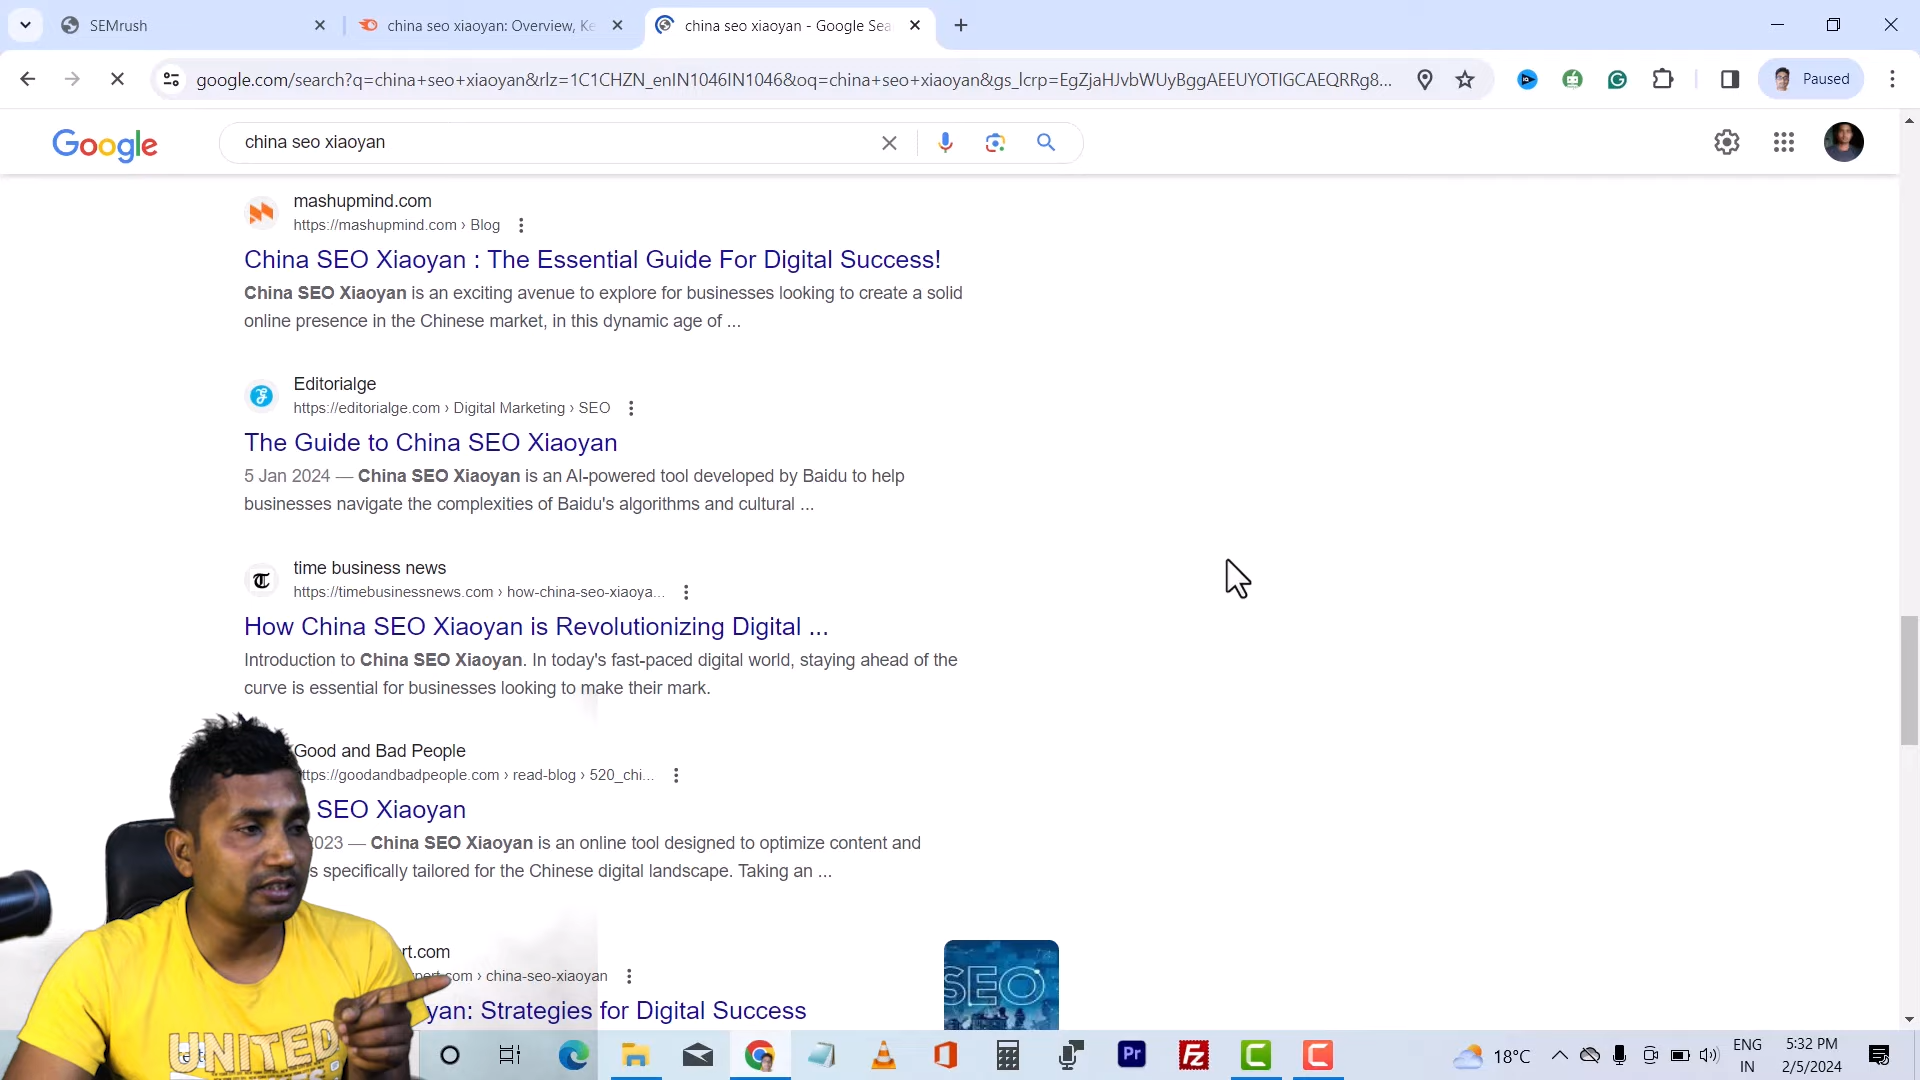 SEMrush
china seo xiaoyan: Overview, Ke
china seo xiaoyan - Google Sea
google.com/search?q=china+seo+xiaoyan&rlz=1C1CHZN_enIN1046IN1046&oq=china+seo+xiaoyan&gs_lcrp=EgZjaHJvbWUyBggAEEUYOTIGCAEQRRg8...
Paused
Google
china seo xiaoyan
mashupmind.com
https://mashupmind.com › Blog
China SEO Xiaoyan : The Essential Guide For Digital Success!
China SEO Xiaoyan is an exciting avenue to explore for businesses looking to create a solid
online presence in the Chinese market, in this dynamic age of ...
Editorialge
https://editorialge.com › Digital Marketing › SEO
The Guide to China SEO Xiaoyan
5 Jan 2024 — China SEO Xiaoyan is an AI-powered tool developed by Baidu to help
businesses navigate the complexities of Baidu's algorithms and cultural ...
time business news
https://timebusinessnews.com › how-china-seo-xiaoya...
How China SEO Xiaoyan is Revolutionizing Digital ...
Introduction to China SEO Xiaoyan. In today's fast-paced digital world, staying ahead of the
curve is essential for businesses looking to make their mark.
Good and Bad People
ttps://goodandbadpeople.com › read-blog › 520_chi...
SEO Xiaoyan
2023 — China SEO Xiaoyan is an online tool designed to optimize content and
s specifically tailored for the Chinese digital landscape. Taking an ...
rt.com
pert.com › china-seo-xiaoyan
yan: Strategies for Digital Success
SEO
UNITED
18°C
ENG
IN
5:32 PM
2/5/2024